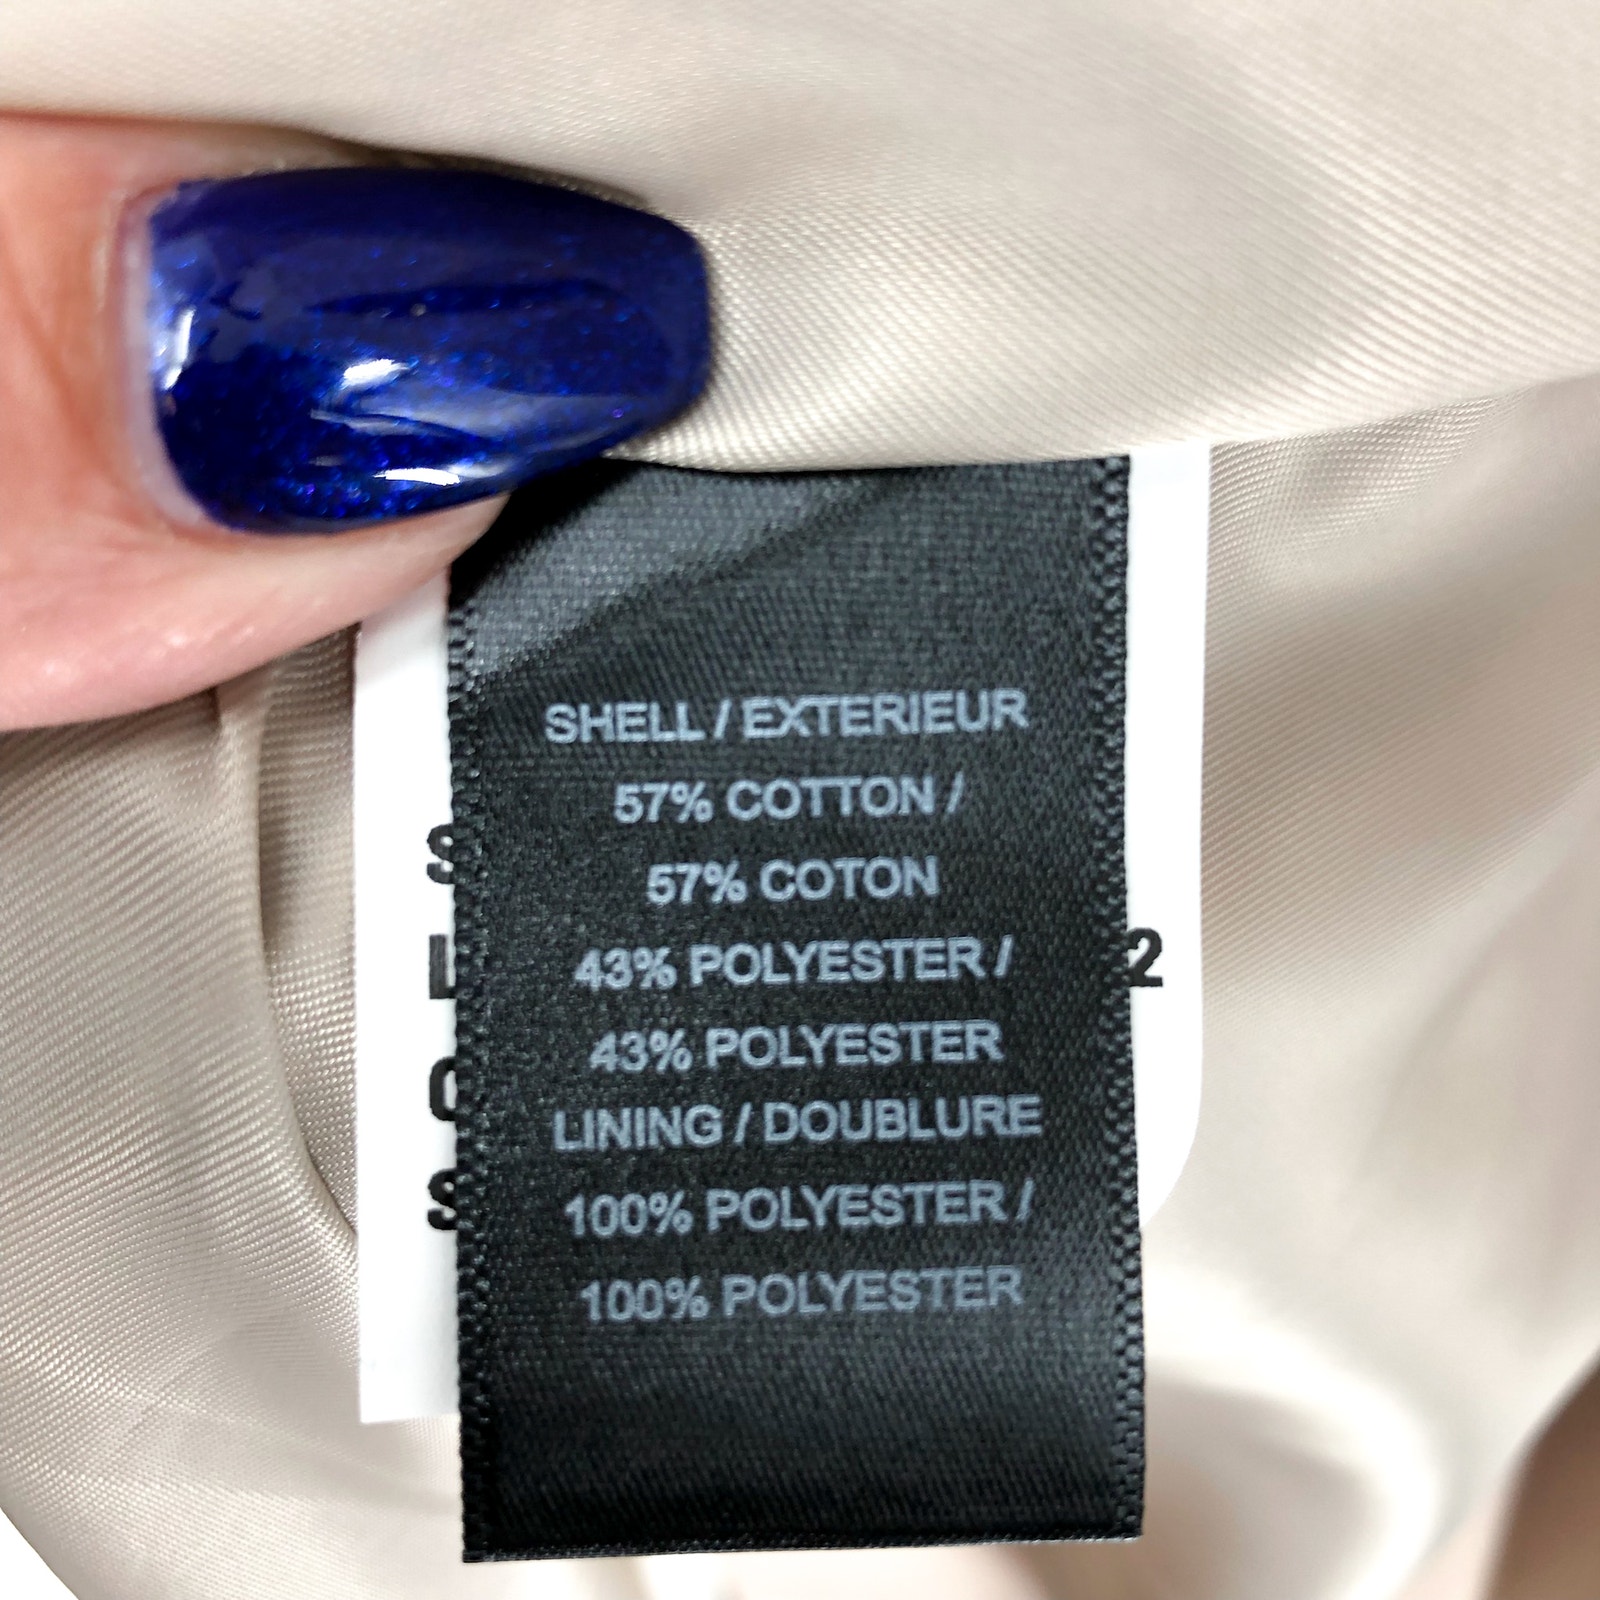 SHELL / EXTERIEUR
57% COTTON /
57% COTON
43% POLYESTER /
43% POLYESTER
LINING / DOUBLURE
100% POLYESTER /
100% POLYESTER